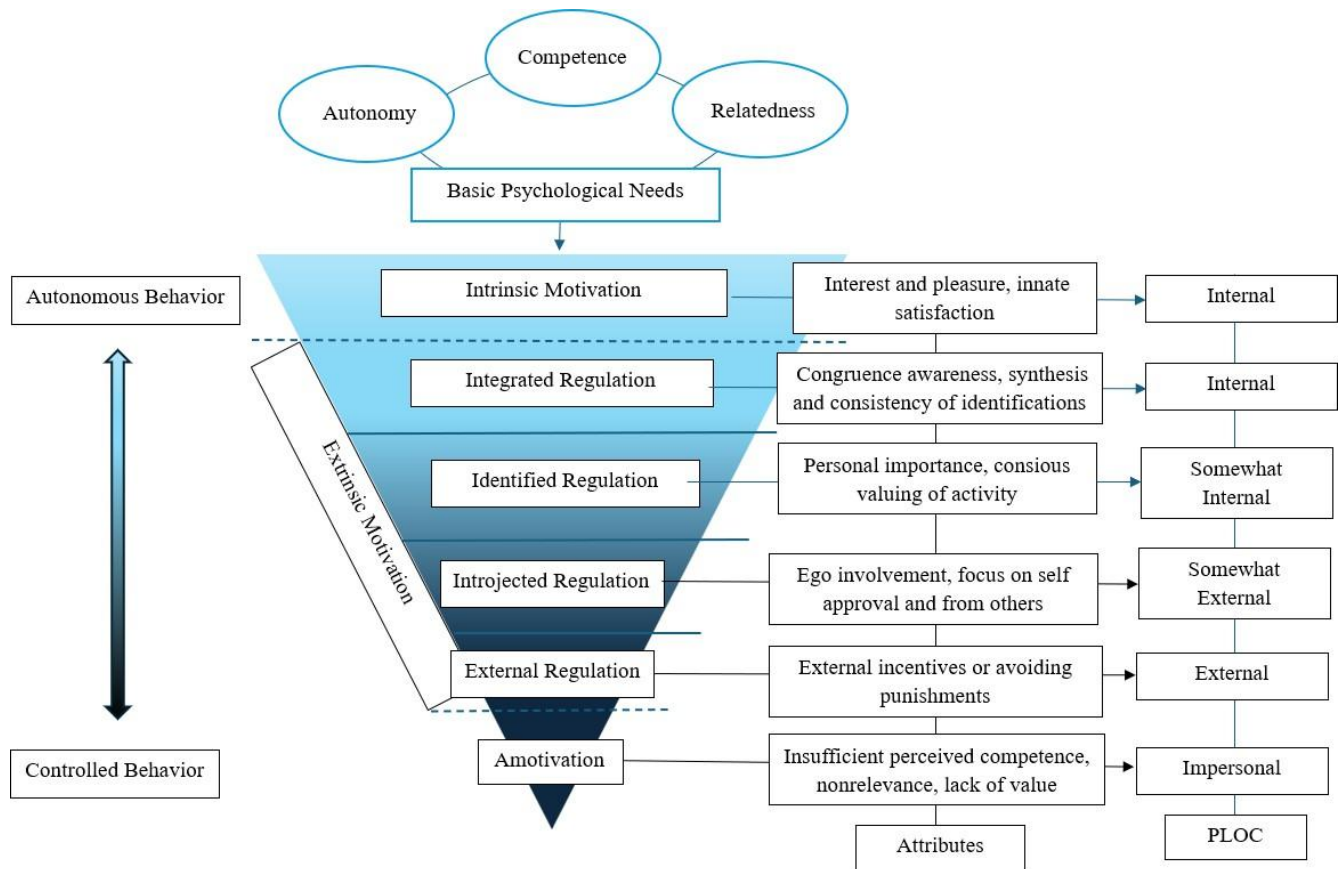 Competence
Autonomy
Relatedness
Basic Psychological Needs
Autonomous Behavior
Intrinsic Motivation
Interest and pleasure, innate
satisfaction
Internal
Integrated Regulation
Congruence awareness, synthesis
and consistency of identifications
Internal
Extrinsic Motivation
Identified Regulation
Personal importance, consious
valuing of activity
Somewhat
Internal
Introjected Regulation
Ego involvement, focus on self
approval and from others
Somewhat
External
External Regulation
External incentives or avoiding
punishments
External
Controlled Behavior
Amotivation
Insufficient perceived competence,
nonrelevance, lack of value
Impersonal
Attributes
PLOC